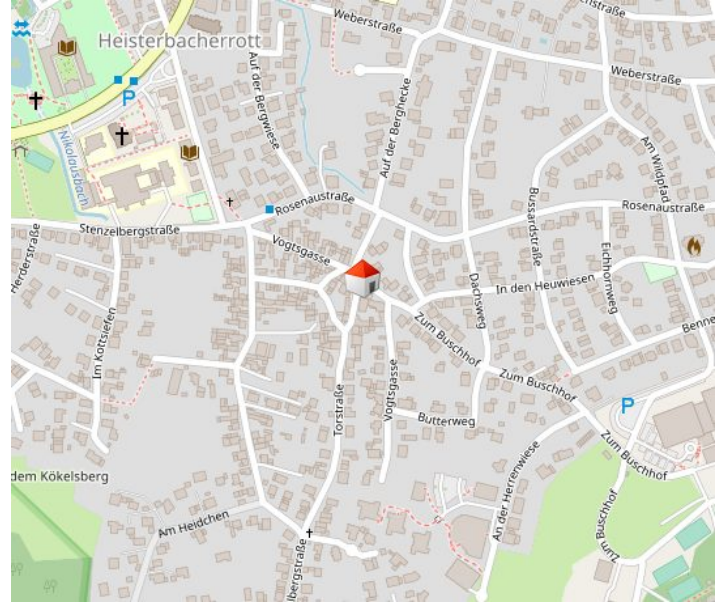 Weberstraße
Heisterbacherrott
Weberstraße
Auf der Bergwiese
P
Auf der Berghecke
Am Wildpfad
Nikolausbach
Bussardstraße
Rosenaustraße
Rosenaustraße
Stenzelbergstraße
Herderstraße
Vogtsgasse
Eichhornweg
Dachsweg
In den Heuwiesen
Im Kottsiefen
Zum Buschhof
Benne
Zum Buschhof
Torstraße
Vogtsgasse
P
Butterweg
Zum Buschhof
An der Herrenwiese
dem Kökelsberg
Am Heidchen
Zum Buschhof
lbergstraße